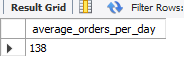 Result Grid Filter Rows:
average_orders_per_day
138